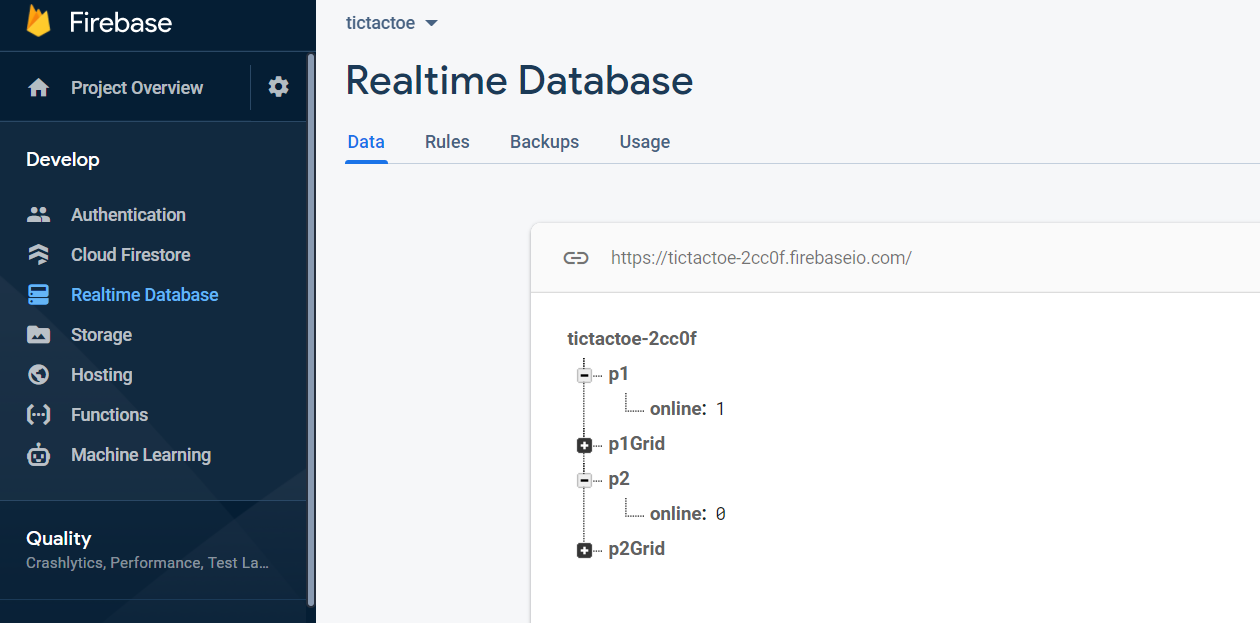 Firebase
Project Overview
Develop
Authentication
Cloud Firestore
Realtime Database
Storage
Hosting
Functions
Machine Learning
Quality
Crashlytics, Performance, Test La...
tictactoe
Realtime Database
Data Rules Backups Usage
https://tictactoe-2cc0f.firebaseio.com/
tictactoe-2cc0f
p1
online: 1
p1Grid
p2
online: 0
p2Grid